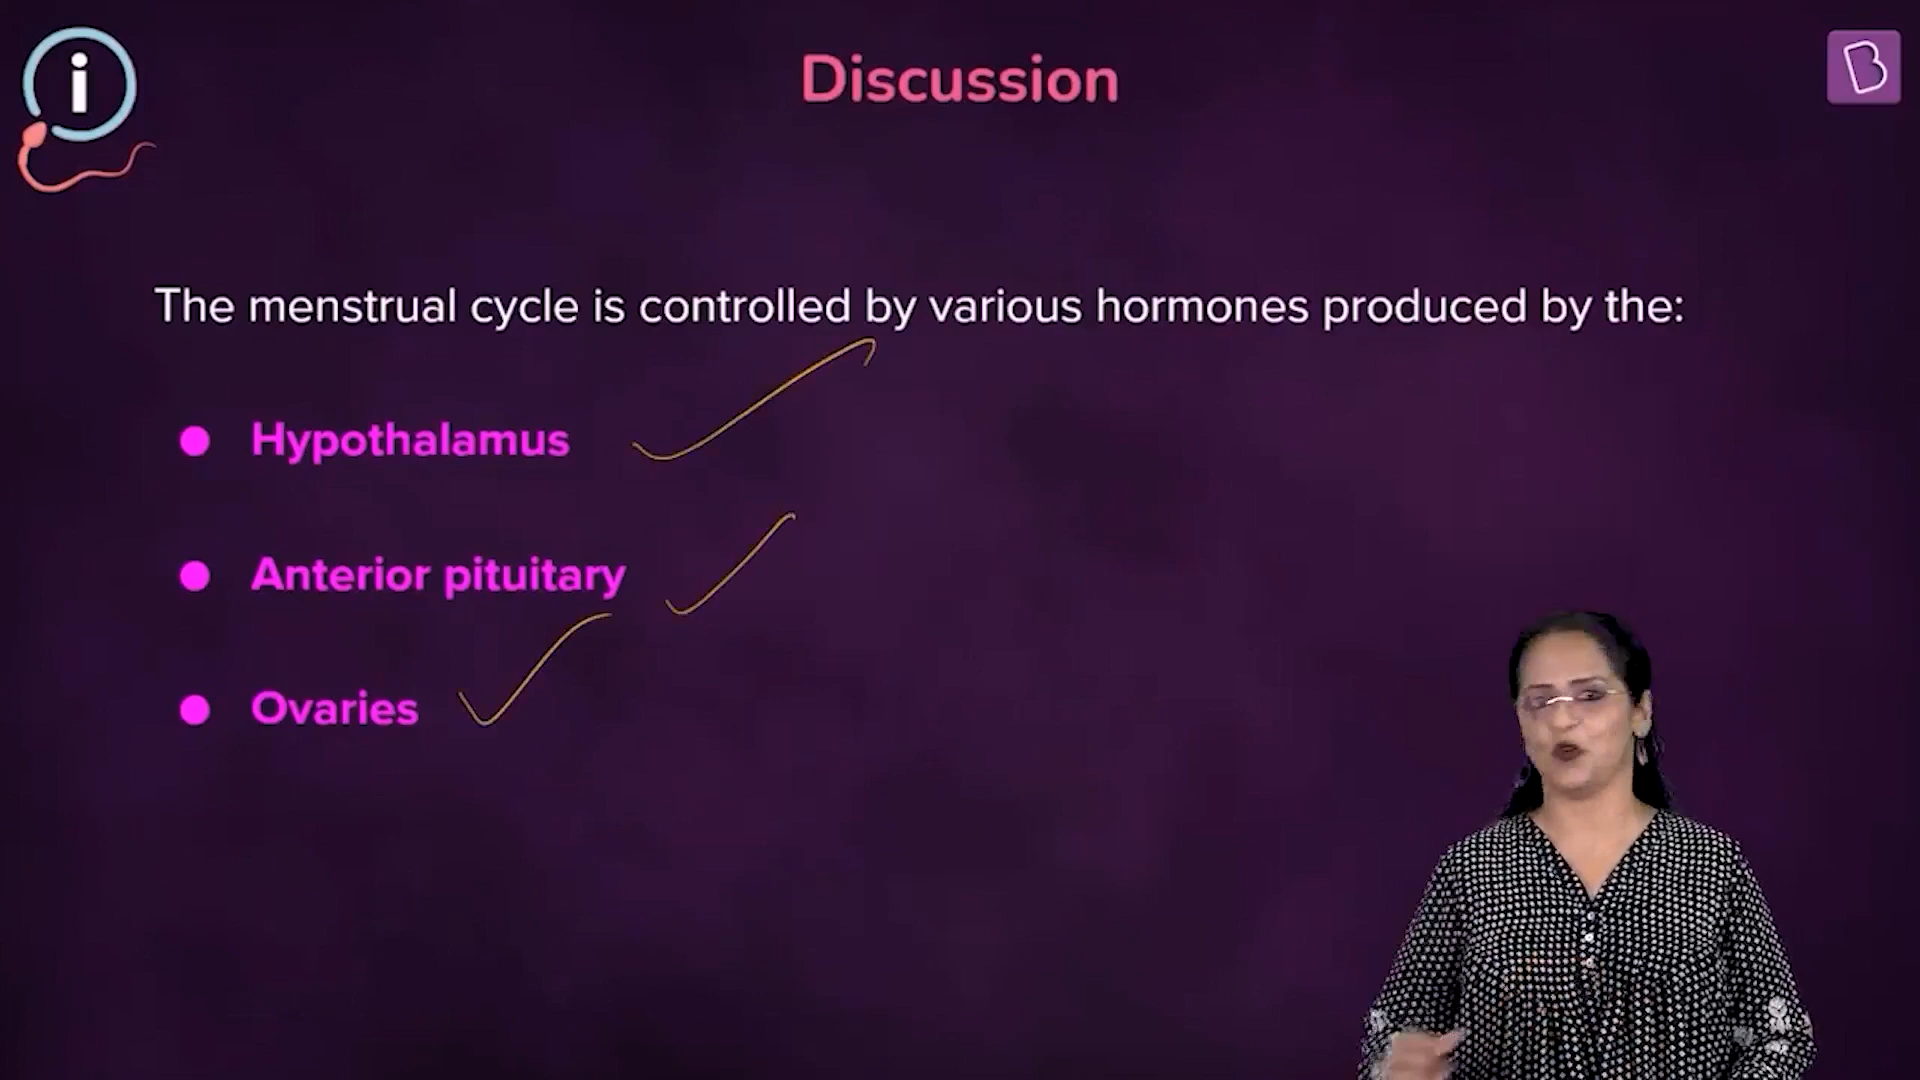 i
Discussion
B
The menstrual cycle is controlled by various hormones produced by the:
Hypothalamus
Anterior pituitary
Ovaries